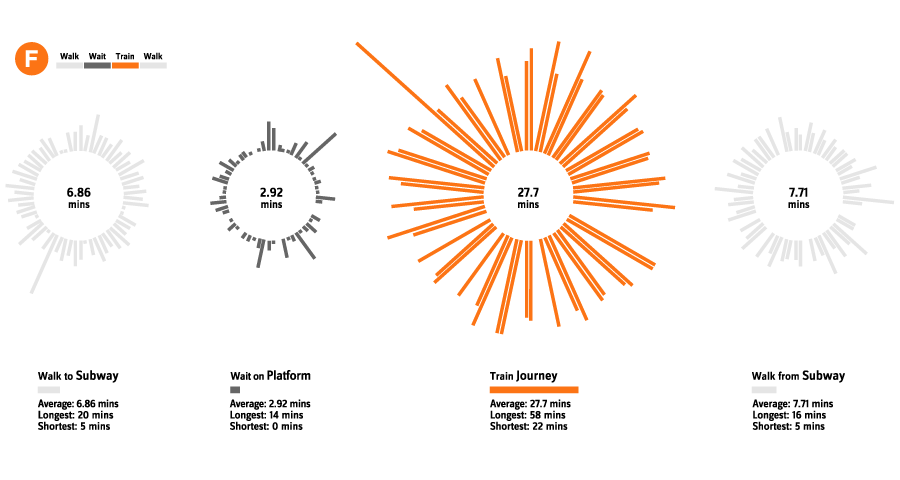 F
Walk Wait Train Walk
6.86
mins
2.92
mins
27.7
mins
7.71
mins
Walk to Subway
Average: 6.86 mins
Longest: 20 mins
Shortest: 5 mins
Wait on Platform
Average: 2.92 mins
Longest: 14 mins
Shortest: 0 mins
Train Journey
Average: 27.7 mins
Longest: 58 mins
Shortest: 22 mins
Walk from Subway
Average: 7.71 mins
Longest: 16 mins
Shortest: 5 mins